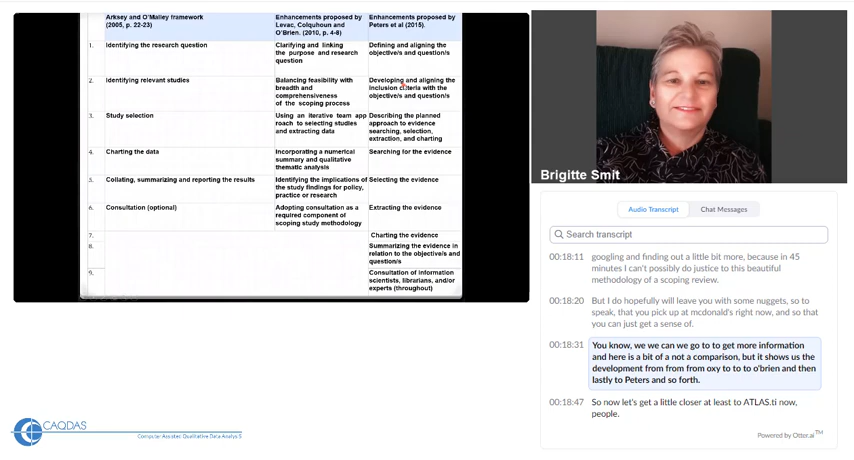 Arksey and O'Malley framework
(2005, p. 22-23)
Enhancements proposed by
Levac, Colquhoun and
O'Brien. (2010, p. 4-8)
Enhancements proposed by
Peters et al (2015).
1.
Identifying the research question
Clarifying and linking
the purpose and research
question
Defining and aligning the
objective/s and question/s
2.
Identifying relevant studies
Balancing feasibility with
breadth and
comprehensiveness
of the scoping process
Developing and aligning the
inclusion criteria with the
objective/s and question/s
3.
Study selection
Using an iterative team app
roach to selecting studies
and extracting data
Describing the planned
approach to evidence
searching, selection,
extraction, and charting
4.
Charting the data
Incorporating a numerical
summary and qualitative
thematic analysis
Searching for the evidence
5.
Collating, summarizing and reporting the results
Identifying the implications of
the study findings for policy,
practice or research
Selecting the evidence
6.
Consultation (optional)
Adopting consultation as a
required component of
scoping study methodology
Extracting the evidence
7.
Charting the evidence
8.
Summarizing the evidence in
relation to the objective/s and
question/s
9.
Consultation of information
scientists, librarians, and/or
experts (throughout)
Brigitte Smit
Audio Transcript
Chat Messages
Search transcript
00:18:11
googling and finding out a little bit more, because in 45
minutes I can't possibly do justice to this beautiful
methodology of a scoping review.
00:18:20
But I do hopefully will leave you with some nuggets, so to
speak, that you pick up at mcdonald's right now, and so that
you can just get a sense of.
00:18:31
You know, we we can we go to to get more information
and here is a bit of a not a comparison, but it shows us the
development from from from oxy to to to o'brien and then
lastly to Peters and so forth.
00:18:47
So now let's get a little closer at least to ATLAS.ti now,
people.
Powered by Otter.ai™
CAQDAS
Computer Assisted Qualitative Data Analysis